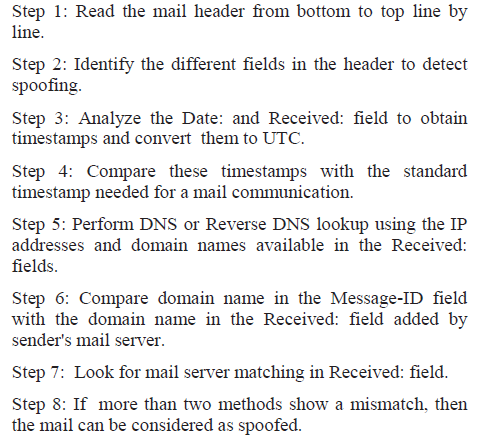 Step 1: Read the mail header from bottom to top line by
line.
Step 2: Identify the different fields in the header to detect
spoofing.
Step 3: Analyze the Date: and Received: field to obtain
timestamps and convert them to UTC.
Step 4: Compare these timestamps with the standard
timestamp needed for a mail communication.
Step 5: Perform DNS or Reverse DNS lookup using the IP
addresses and domain names available in the Received:
fields.
Step 6: Compare domain name in the Message-ID field
with the domain name in the Received: field added by
sender's mail server.
Step 7: Look for mail server matching in Received: field.
Step 8: If more than two methods show a mismatch, then
the mail can be considered as spoofed.